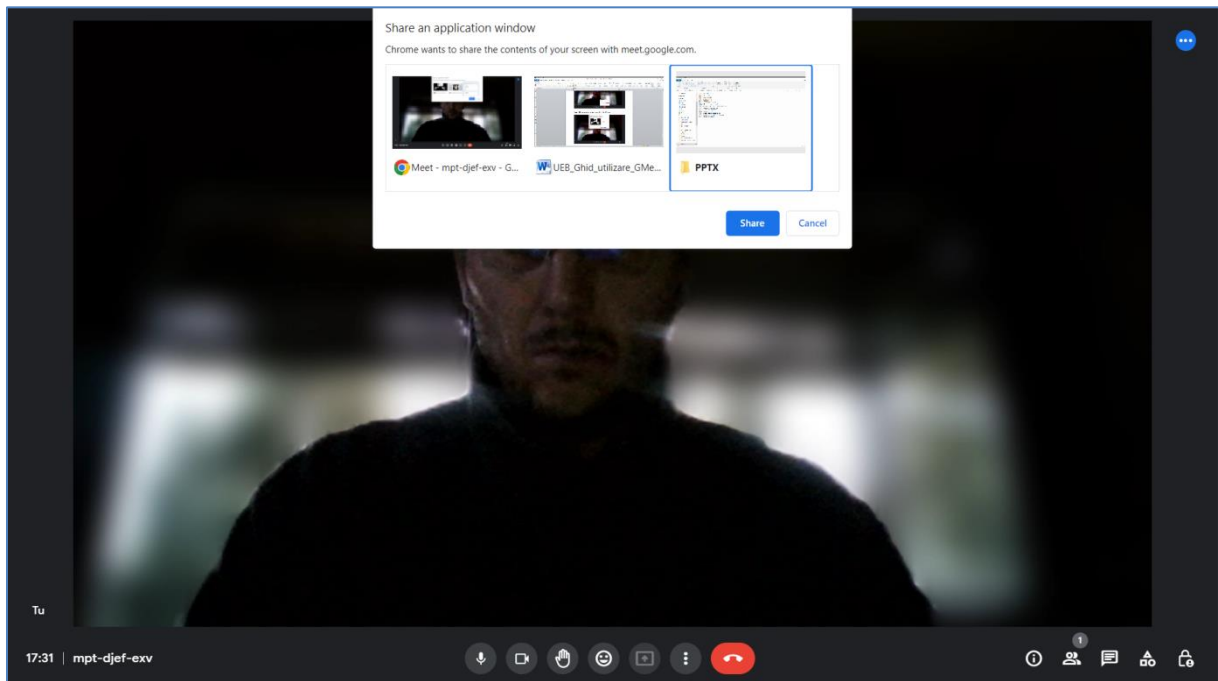 Share an application window
Chrome wants to share the contents of your screen with meet.google.com.
Meet - mpt-djef-exv - G...
UEB_Ghid_utilizare_GMe...
PPTX
Share Cancel
Tu
17:31 | mpt-djef-exv
1